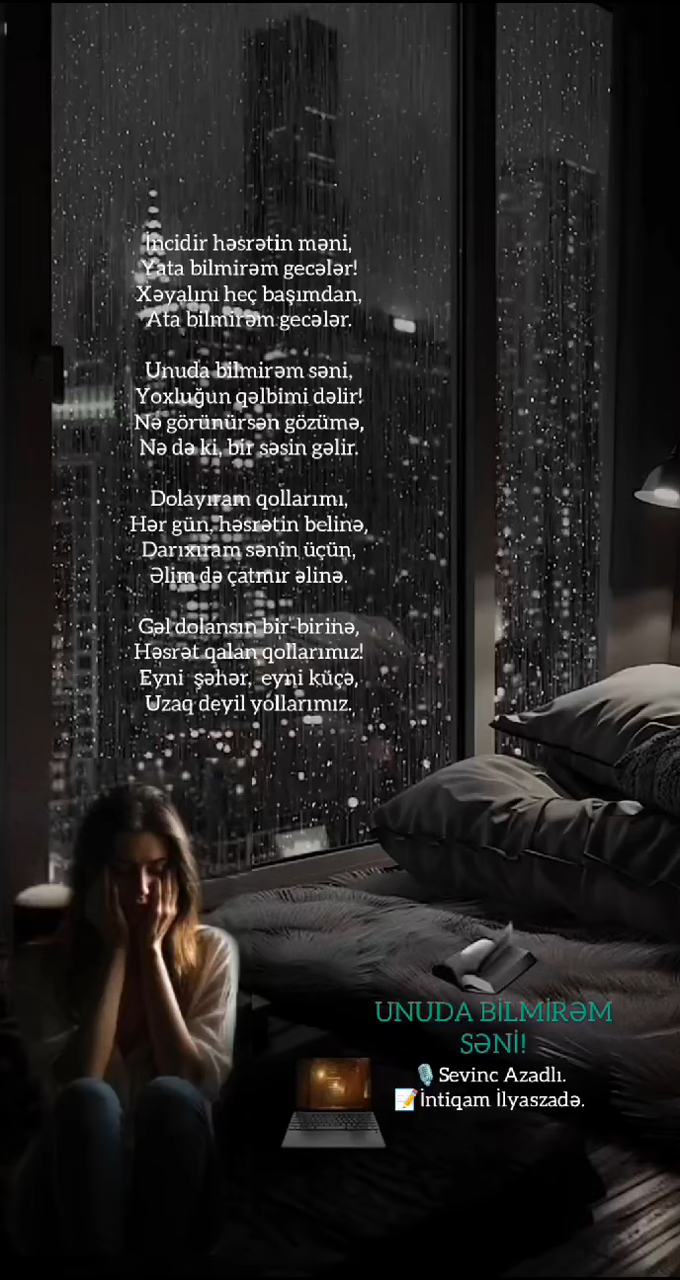 İncidir həsrətin məni,
Yata bilmirəm gecələr!
Xəyalını heç başımdan,
Ata bilmirəm gecələr.

Unuda bilmirəm səni,
Yoxluğun qəlbimi dəlir!
Nə görünürsən gözümə,
Nə də ki, bir səsin gəlir.

Dolayıram qollarımı,
Hər gün, həsrətin belinə,
Darıxıram sənin üçün,
Əlim də çatmır əlinə.

Gəl dolansın bir-birinə,
Həsrət qalan qollarımız!
Eyni şəhər, eyni küçə,
Uzaq deyil yollarımız.

UNUDA BİLMİRƏM
SƏNİ!
🎙️Sevinc Azadlı.
📝İntiqam İlyaszadə.